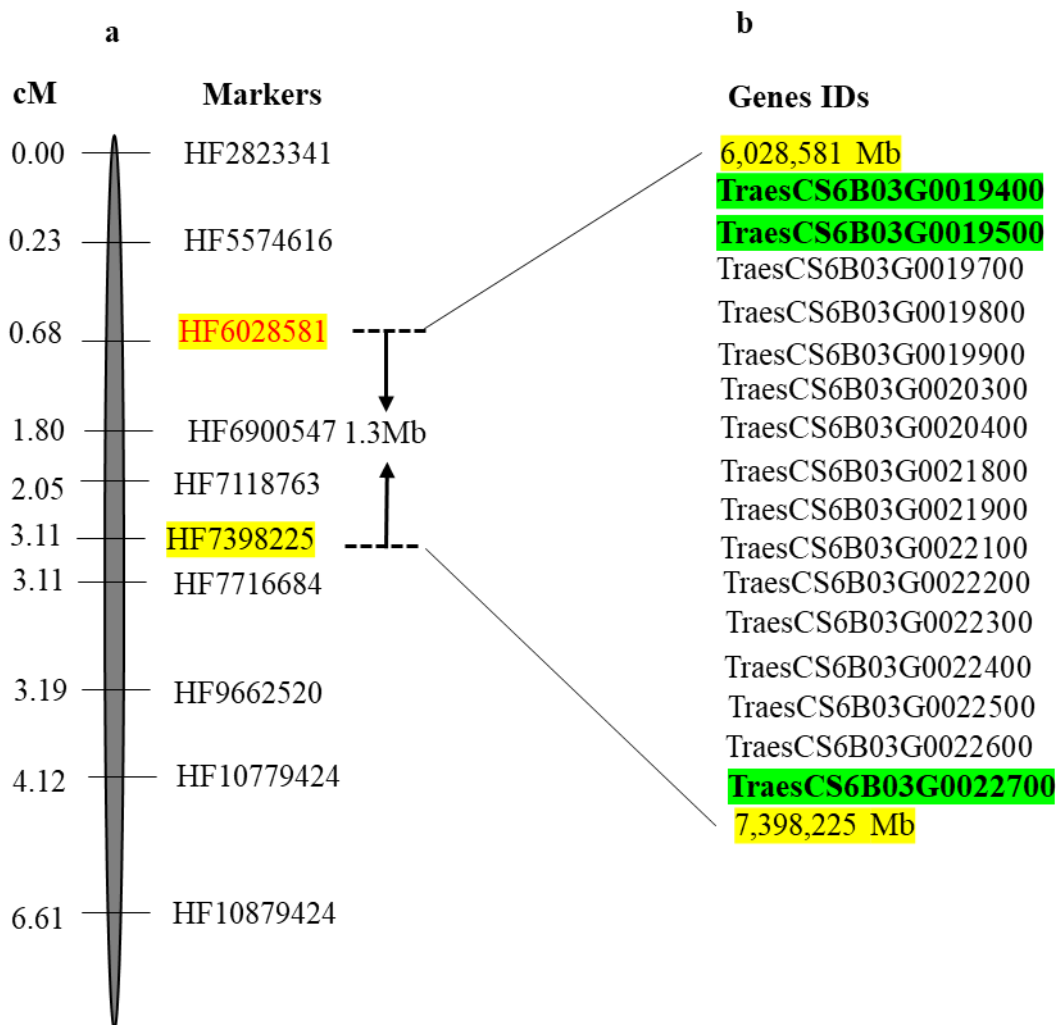 a
cM Markers
0.00 HF2823341
0.23 HF5574616
0.68 HF6028581
1.80 HF6900547 1.3Mb
2.05 HF7118763
3.11 HF7398225
3.11 HF7716684
3.19 HF9662520
4.12 HF10779424
6.61 HF10879424
b
Genes IDs
6,028,581 Mb
TraesCS6B03G0019400
TraesCS6B03G0019500
TraesCS6B03G0019700
TraesCS6B03G0019800
TraesCS6B03G0019900
TraesCS6B03G0020300
TraesCS6B03G0020400
TraesCS6B03G0021800
TraesCS6B03G0021900
TraesCS6B03G0022100
TraesCS6B03G0022200
TraesCS6B03G0022300
TraesCS6B03G0022400
TraesCS6B03G0022500
TraesCS6B03G0022600
TraesCS6B03G0022700
7,398,225 Mb